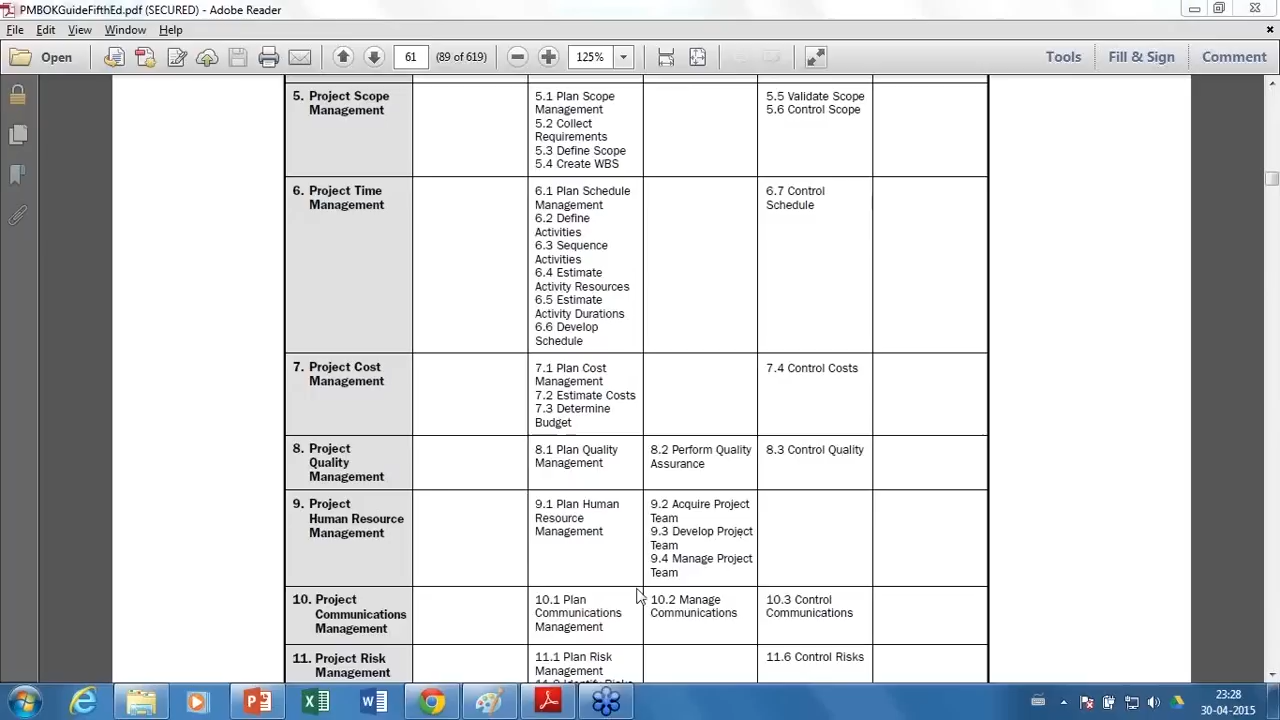 PMBOKGuideFifthEd.pdf (SECURED) - Adobe Reader
File Edit View Window Help
Open 61 (89 of 619) 125% Tools Fill & Sign Comment
5. Project Scope
Management
5.1 Plan Scope
Management
5.2 Collect
Requirements
5.3 Define Scope
5.4 Create WBS
5.5 Validate Scope
5.6 Control Scope
6. Project Time
Management
6.1 Plan Schedule
Management
6.2 Define
Activities
6.3 Sequence
Activities
6.4 Estimate
Activity Resources
6.5 Estimate
Activity Durations
6.6 Develop
Schedule
6.7 Control
Schedule
7. Project Cost
Management
7.1 Plan Cost
Management
7.2 Estimate Costs
7.3 Determine
Budget
7.4 Control Costs
8. Project
Quality
Management
8.1 Plan Quality
Management
8.2 Perform Quality
Assurance
8.3 Control Quality
9. Project
Human Resource
Management
9.1 Plan Human
Resource
Management
9.2 Acquire Project
Team
9.3 Develop Project
Team
9.4 Manage Project
Team
10. Project
Communications
Management
10.1 Plan
Communications
Management
10.2 Manage
Communications
10.3 Control
Communications
11. Project Risk
Management
11.1 Plan Risk
Management
11.6 Control Risks
23:28
30-04-2015